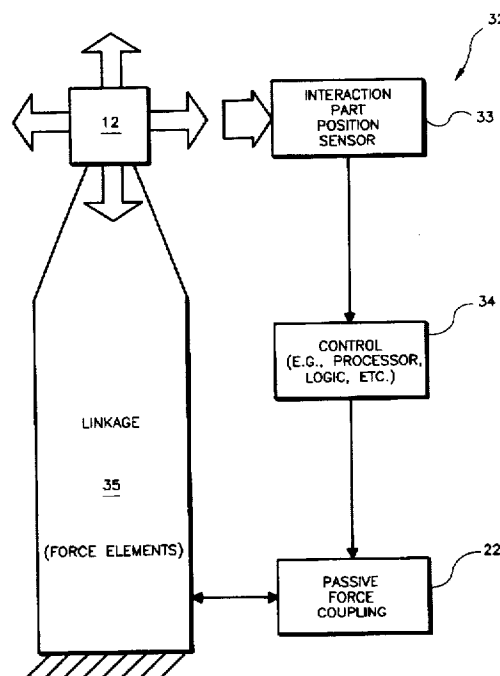 32
12
INTERACTION
PART
POSITION
SENSOR
33
34
CONTROL
(E.G., PROCESSOR,
LOGIC, ETC.)
LINKAGE
35
(FORCE ELEMENTS)
22
PASSIVE
FORCE
COUPLING